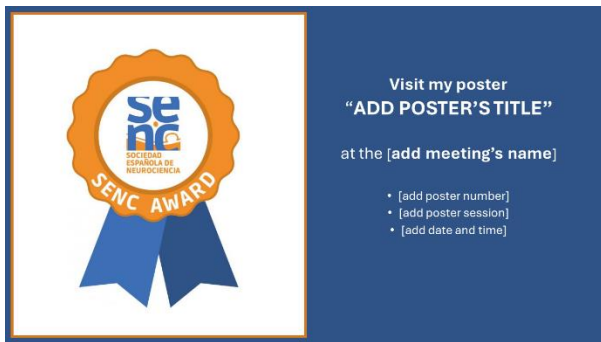 senc
SOCIEDAD
ESPAÑOLA DE
NEUROCIENCIA
SENC AWARD
Visit my poster
“ADD POSTER’S TITLE”
at the [add meeting’s name]
• [add poster number]
• [add poster session]
• [add date and time]